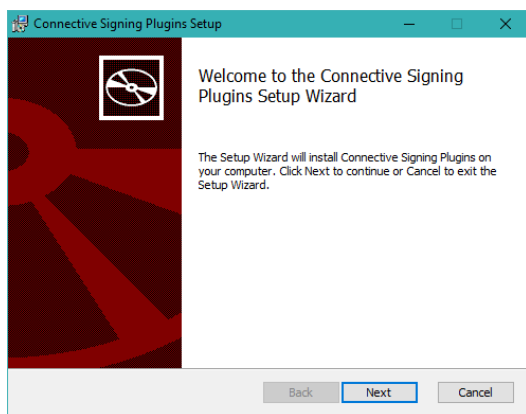 Connective Signing Plugins Setup
Welcome to the Connective Signing
Plugins Setup Wizard
The Setup Wizard will install Connective Signing Plugins on
your computer. Click Next to continue or Cancel to exit the
Setup Wizard.
Back Next Cancel